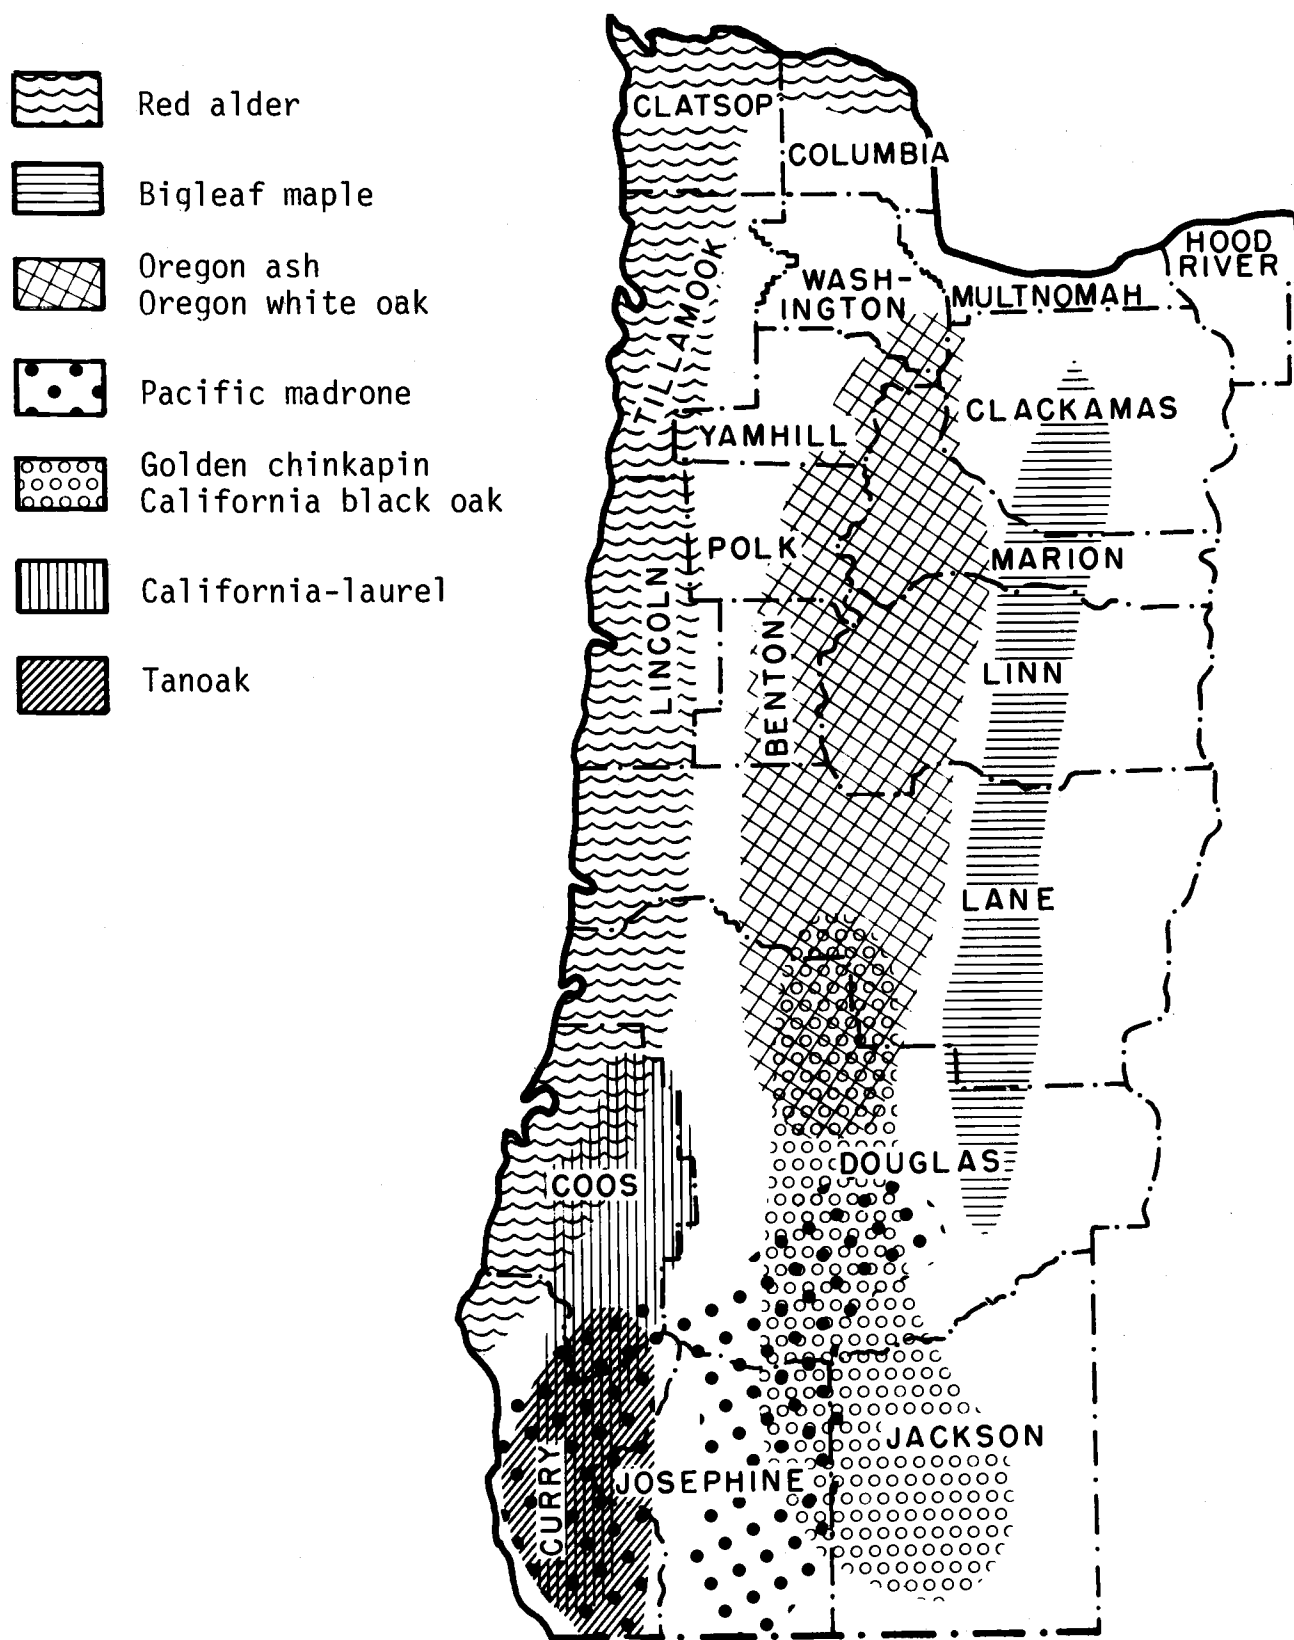 Red alder
Bigleaf maple
Oregon ash
Oregon white oak
Pacific madrone
Golden chinkapin
California black oak
California-laurel
Tanoak
CLATSOP
COLUMBIA
HOOD
RIVER
TILLAMOOK
WASH-
INGTON
MULTNOMAH
CLACKAMAS
YAMHILL
POLK
MARION
LINCOLN
BENTON
LINN
LANE
DOUGLAS
COOS
JACKSON
CURRY
JOSEPHINE